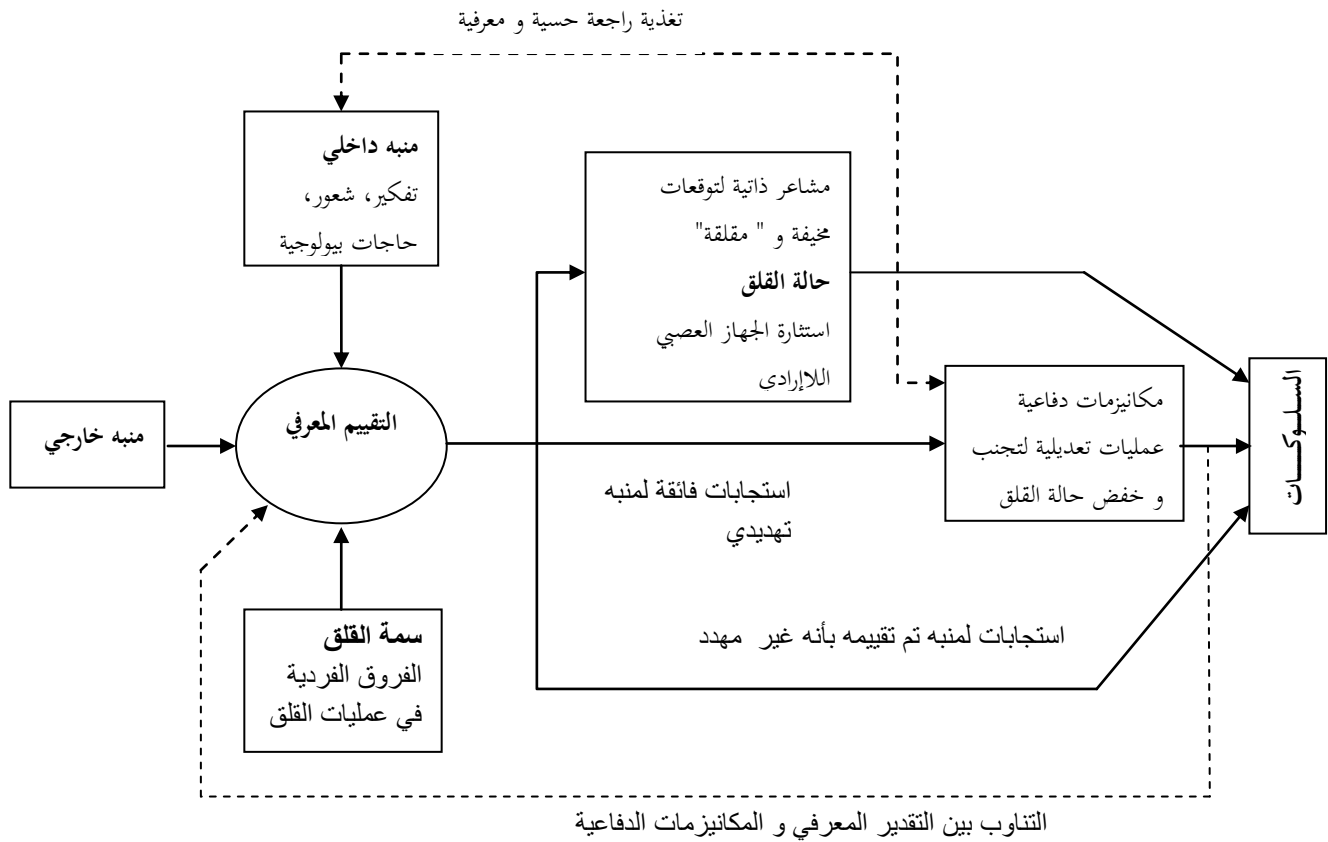 تغذية راجعة حسية و معرفية
منبه داخلي
تفكير، شعور،
حاجات بيولوجية
مشاعر ذاتية لتوقعات
مخيفة و " مقلقة"
حالة القلق
استثارة الجهاز العصبي
اللاإرادي
منبه خارجي
التقييم المعرفي
مكانيزمات دفاعية
عمليات تعديلية لتجنب
و خفض حالة القلق
السلوكات
استجابات فائقة لمنبه
تهديدي
سمة القلق
الفروق الفردية
في عمليات القلق
استجابات لمنبه تم تقييمه بأنه غير مهدد
التناوب بين التقدير المعرفي و المكانيزمات الدفاعية